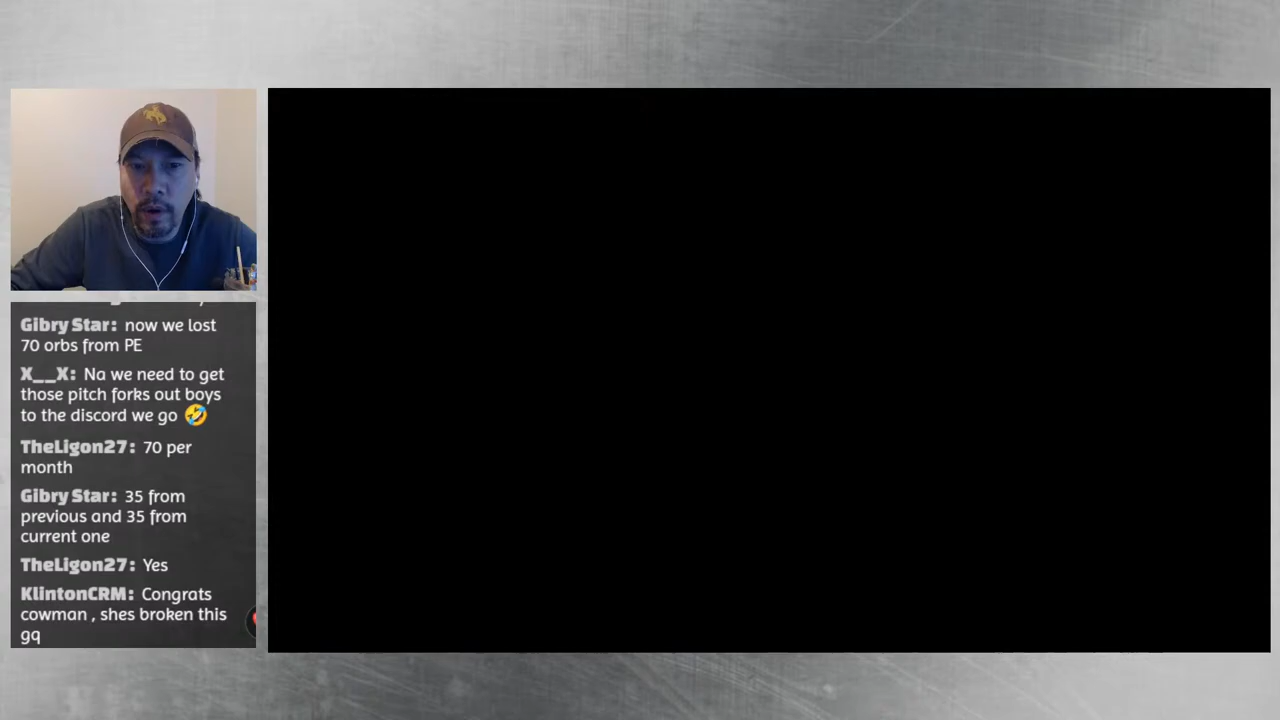 Gibry Star: now we lost
70 orbs from PE
X__X: Na we need to get
those pitch forks out boys
to the discord we go 🤣
TheLigon27: 70 per
month
Gibry Star: 35 from
previous and 35 from
current one
TheLigon27: Yes
KlintonCRM: Congrats
cowman , shes broken this
gq